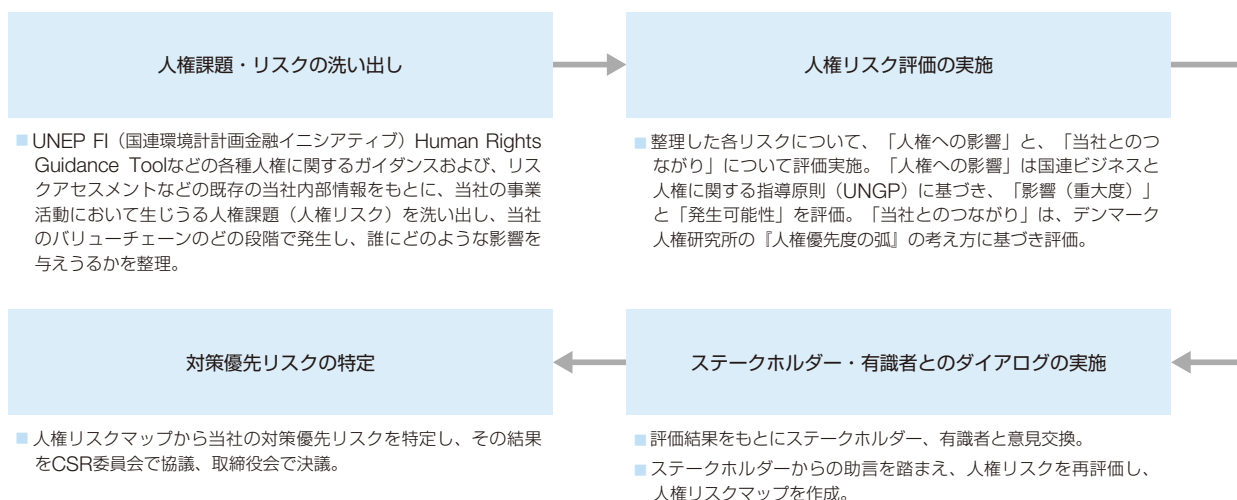 人権課題・リスクの洗い出し
■ UNEP FI（国連環境計計画金融イニシアティブ）Human Rights
Guidance Toolなどの各種人権に関するガイダンスおよび、リス
クアセスメントなどの既存の当社内部情報をもとに、当社の事業
活動において生じうる人権課題（人権リスク）を洗い出し、当社
のバリューチェーンのどの段階で発生し、誰にどのような影響を
与えうるかを整理。
人権リスク評価の実施
■ 整理した各リスクについて、「人権への影響」と、「当社とのつ
ながり」について評価実施。「人権への影響」は国連ビジネスと
人権に関する指導原則（UNGP）に基づき、「影響（重大度）」
と「発生可能性」を評価。「当社とのつながり」は、デンマーク
人権研究所の『人権優先度の弧』の考え方に基づき評価。
ステークホルダー・有識者とのダイアログの実施
■ 評価結果をもとにステークホルダー、有識者と意見交換。
■ ステークホルダーからの助言を踏まえ、人権リスクを再評価し、
人権リスクマップを作成。
対策優先リスクの特定
■ 人権リスクマップから当社の対策優先リスクを特定し、その結果
をCSR委員会で協議、取締役会で決議。